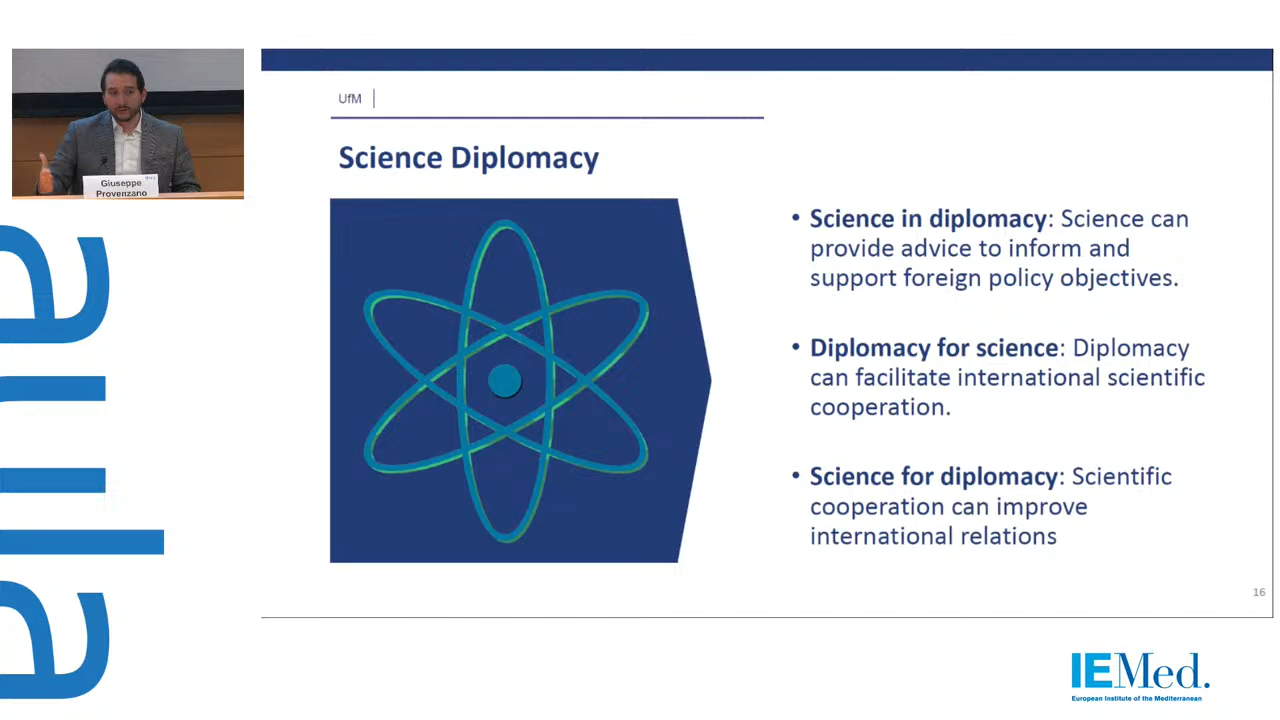 Giuseppe
Provenzano
aula
UfM
Science Diplomacy
• Science in diplomacy: Science can
provide advice to inform and
support foreign policy objectives.
• Diplomacy for science: Diplomacy
can facilitate international scientific
cooperation.
• Science for diplomacy: Scientific
cooperation can improve
international relations
16
IEMed.
European Institute of the Mediterranean